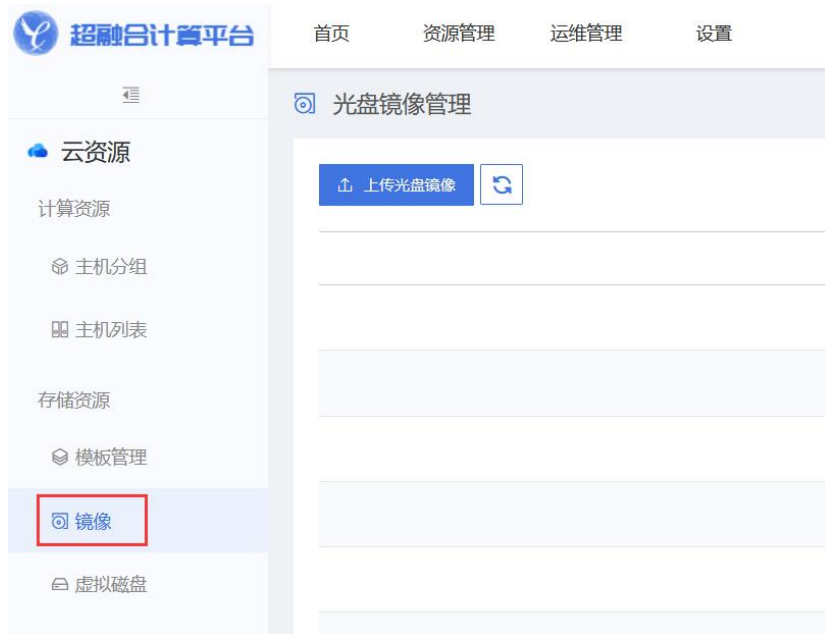 超融合计算平台
首页 资源管理 运维管理 设置
光盘镜像管理
云资源
上传光盘镜像
计算资源
主机分组
主机列表
存储资源
模板管理
镜像
虚拟磁盘